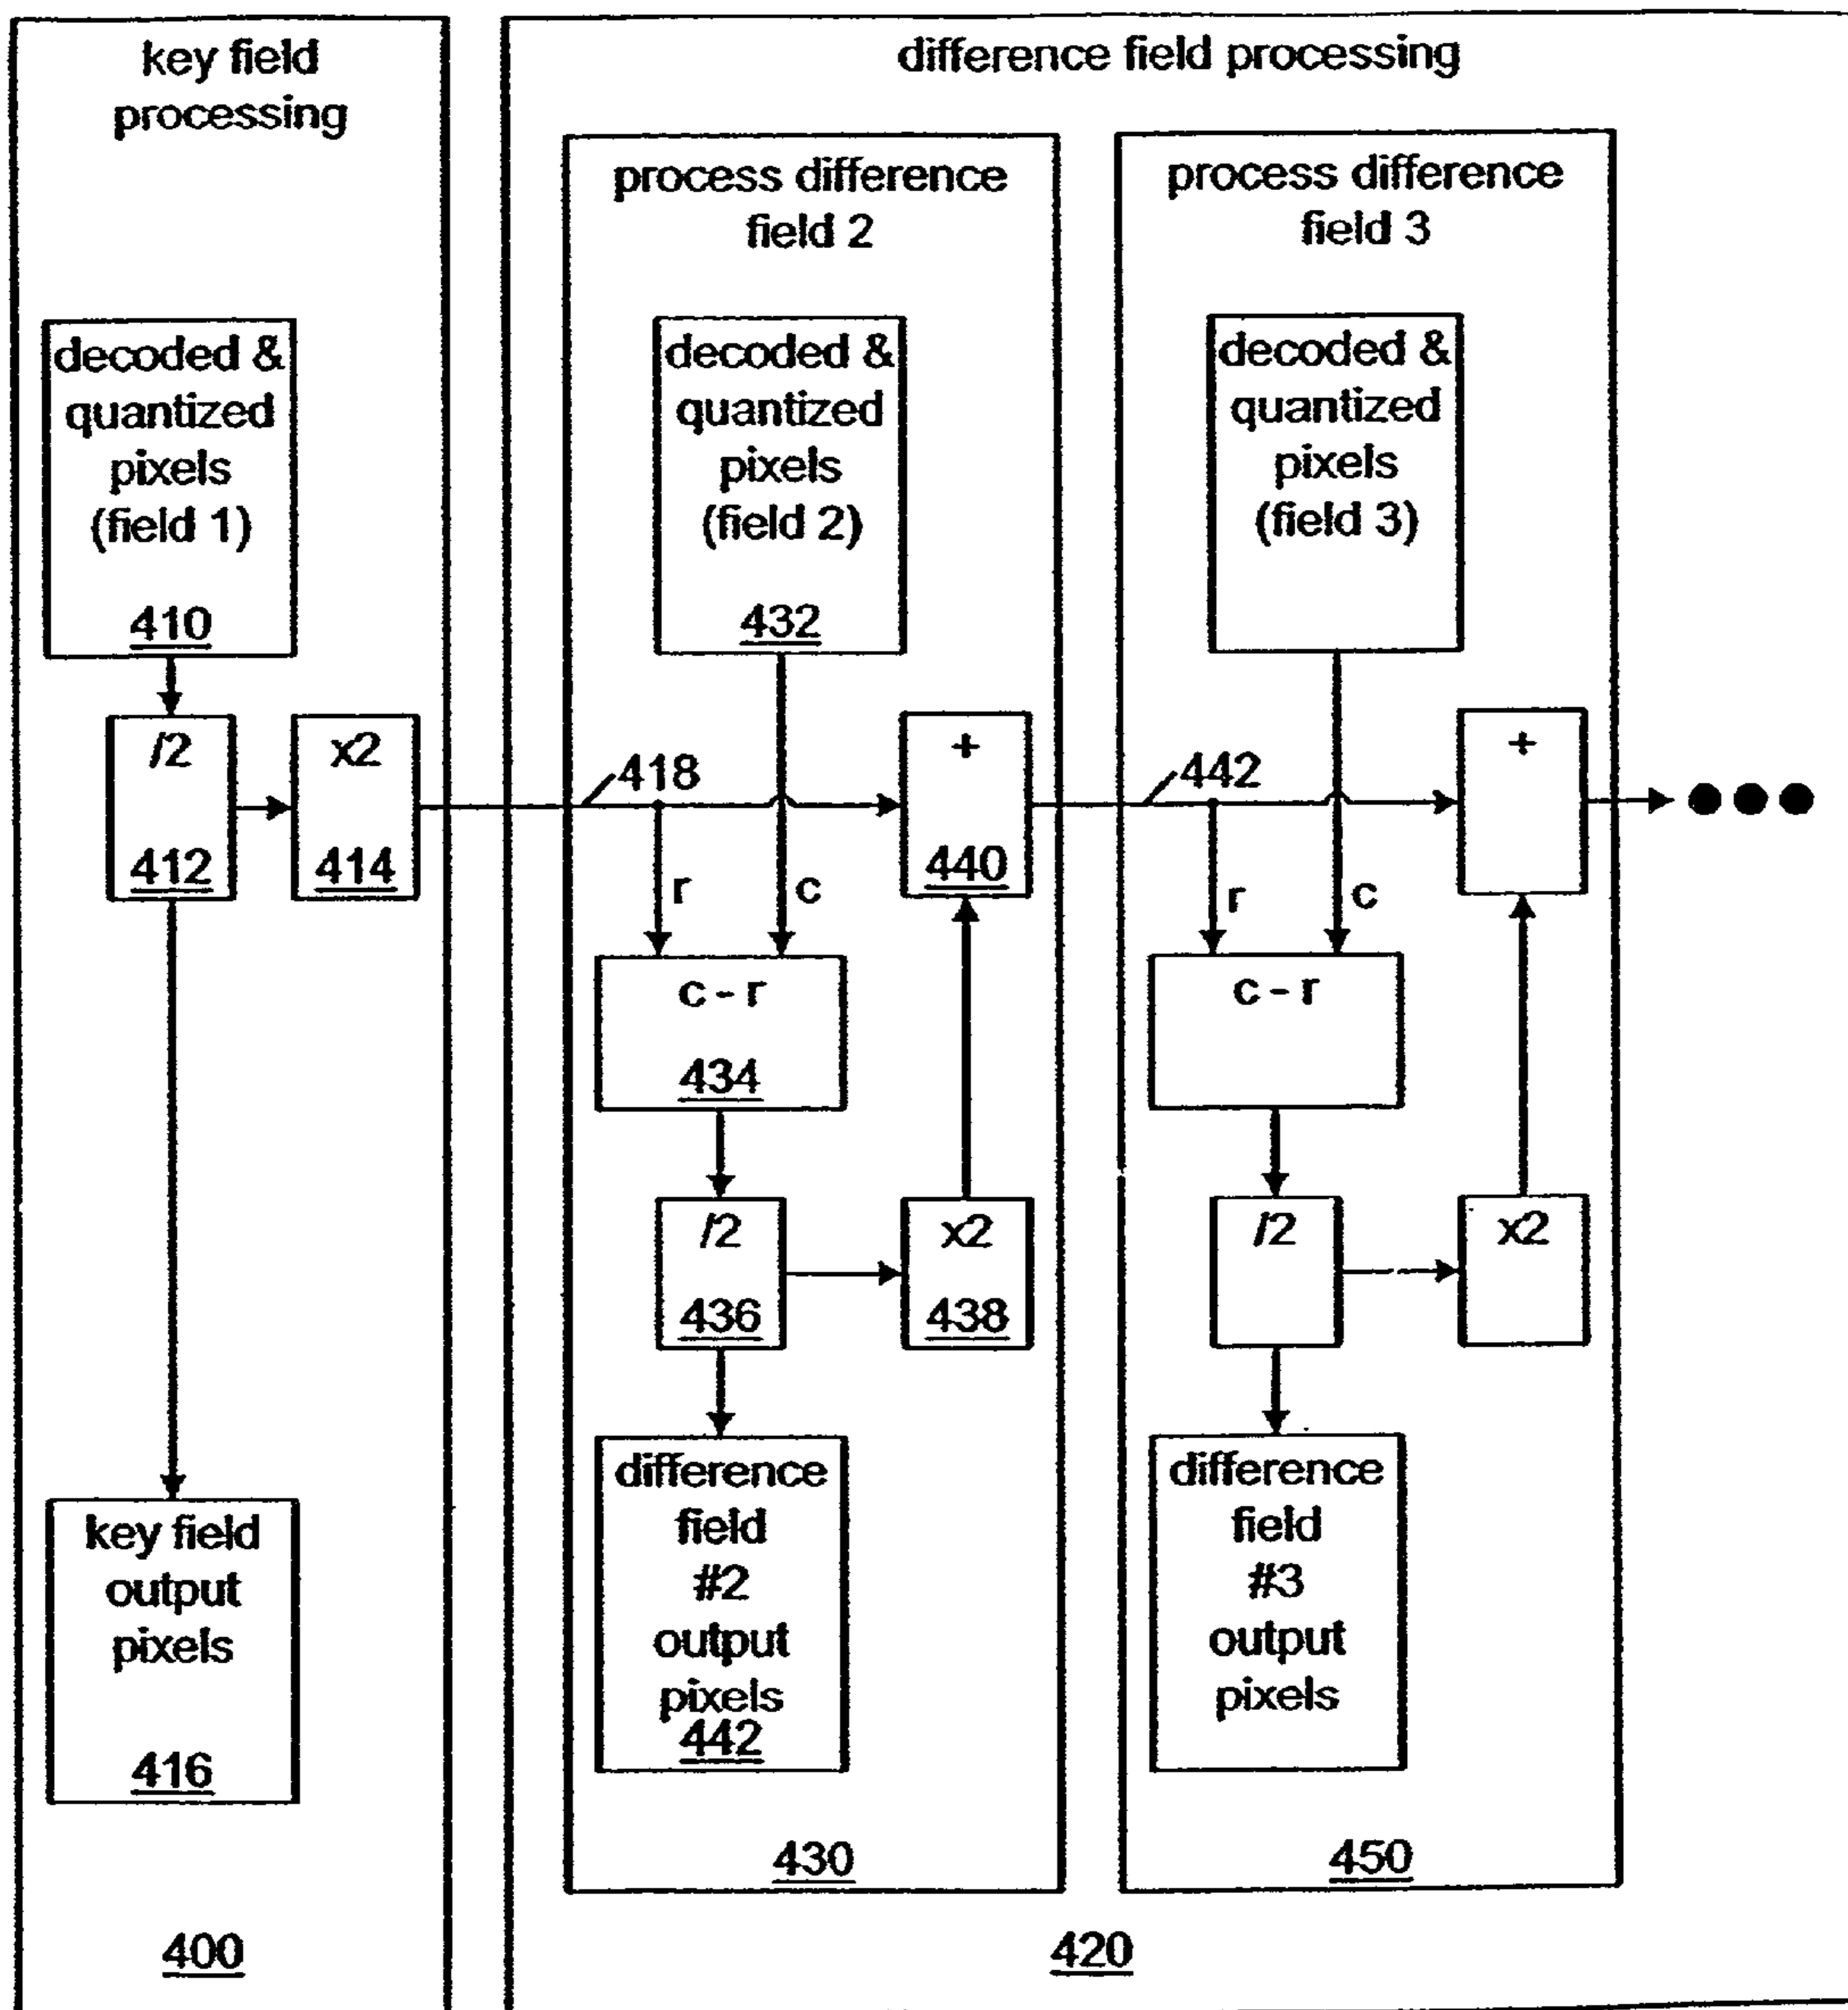 key field
processing
decoded &
quantized
pixels
(field 1)
410
/2
412
x2
414
key field
output
pixels
416
400
difference field processing
process difference
field 2
decoded &
quantized
pixels
(field 2)
432
418
r
c
+
440
c - r
434
/2
436
x2
438
difference
field
#2
output
pixels
442
430
process difference
field 3
decoded &
quantized
pixels
(field 3)
442
r
c
+
c - r
/2
x2
difference
field
#3
output
pixels
450
420